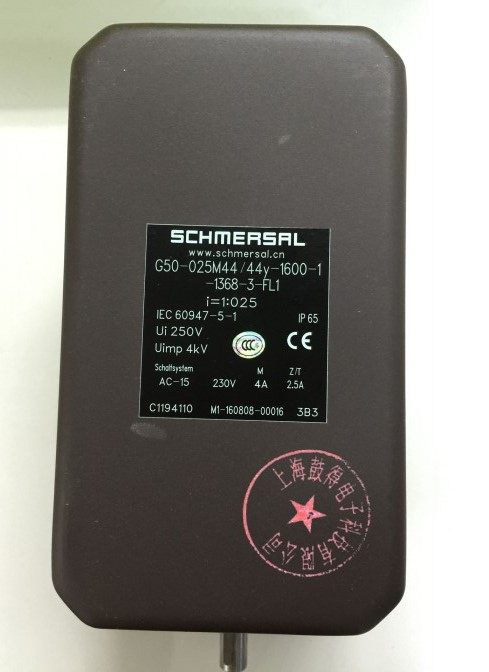 SCHMERSAL
www.schmersal.cn
G50-025M44/44y-1600-1
-1368-3-FL1
i=1:025
IEC 60947-5-1 IP 65
Ui 250V
Uimp 4kV CCC CE
Schaltsystem M Z/T
AC-15 230V 4A 2.5A
C1194110 M1-160808-00016 3B3
上海鼓得电子科技有限公司